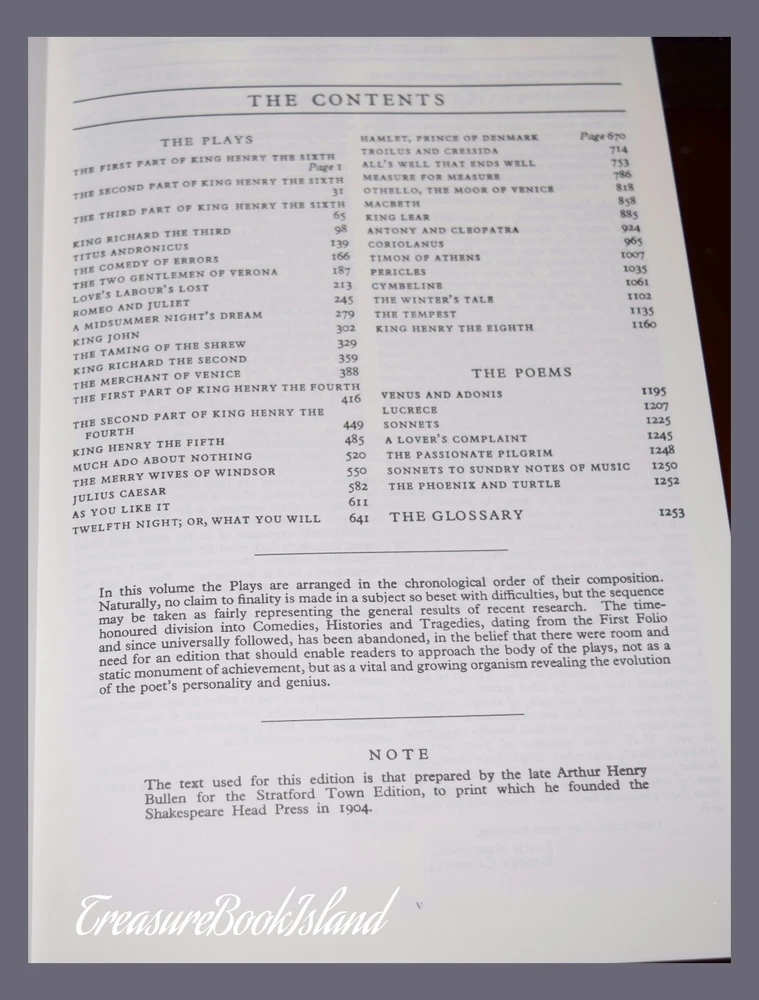 THE CONTENTS
THE PLAYS
THE FIRST PART OF KING HENRY THE SIXTH
Page 1
THE SECOND PART OF KING HENRY THE SIXTH
31
THE THIRD PART OF KING HENRY THE SIXTH
65
KING RICHARD THE THIRD 98
TITUS ANDRONICUS 139
THE COMEDY OF ERRORS 166
THE TWO GENTLEMEN OF VERONA 187
LOVE'S LABOUR'S LOST 213
ROMEO AND JULIET 245
A MIDSUMMER NIGHT'S DREAM 279
KING JOHN 302
THE TAMING OF THE SHREW 329
KING RICHARD THE SECOND 359
THE MERCHANT OF VENICE 388
THE FIRST PART OF KING HENRY THE FOURTH
416
THE SECOND PART OF KING HENRY THE
FOURTH 449
KING HENRY THE FIFTH 485
MUCH ADO ABOUT NOTHING 520
THE MERRY WIVES OF WINDSOR 550
JULIUS CAESAR 582
AS YOU LIKE IT 611
TWELFTH NIGHT; OR, WHAT YOU WILL 641
HAMLET, PRINCE OF DENMARK Page 670
TROILUS AND CRESSIDA 714
ALL'S WELL THAT ENDS WELL 753
MEASURE FOR MEASURE 786
OTHELLO, THE MOOR OF VENICE 818
MACBETH 858
KING LEAR 885
ANTONY AND CLEOPATRA 924
CORIOLANUS 965
TIMON OF ATHENS 1007
PERICLES 1035
CYMBELINE 1061
THE WINTER'S TALE 1102
THE TEMPEST 1135
KING HENRY THE EIGHTH 1160
THE POEMS
VENUS AND ADONIS 1195
LUCRECE 1207
SONNETS 1225
A LOVER'S COMPLAINT 1245
THE PASSIONATE PILGRIM 1248
SONNETS TO SUNDRY NOTES OF MUSIC 1250
THE PHOENIX AND TURTLE 1252
THE GLOSSARY 1253
In this volume the Plays are arranged in the chronological order of their composition.
Naturally, no claim to finality is made in a subject so beset with difficulties, but the sequence
may be taken as fairly representing the general results of recent research. The time-
honoured division into Comedies, Histories and Tragedies, dating from the First Folio
and since universally followed, has been abandoned, in the belief that there were room and
need for an edition that should enable readers to approach the body of the plays, not as a
static monument of achievement, but as a vital and growing organism revealing the evolution
of the poet's personality and genius.
NOTE
The text used for this edition is that prepared by the late Arthur Henry
Bullen for the Stratford Town Edition, to print which he founded the
Shakespeare Head Press in 1904.
v
TreasureBookIsland